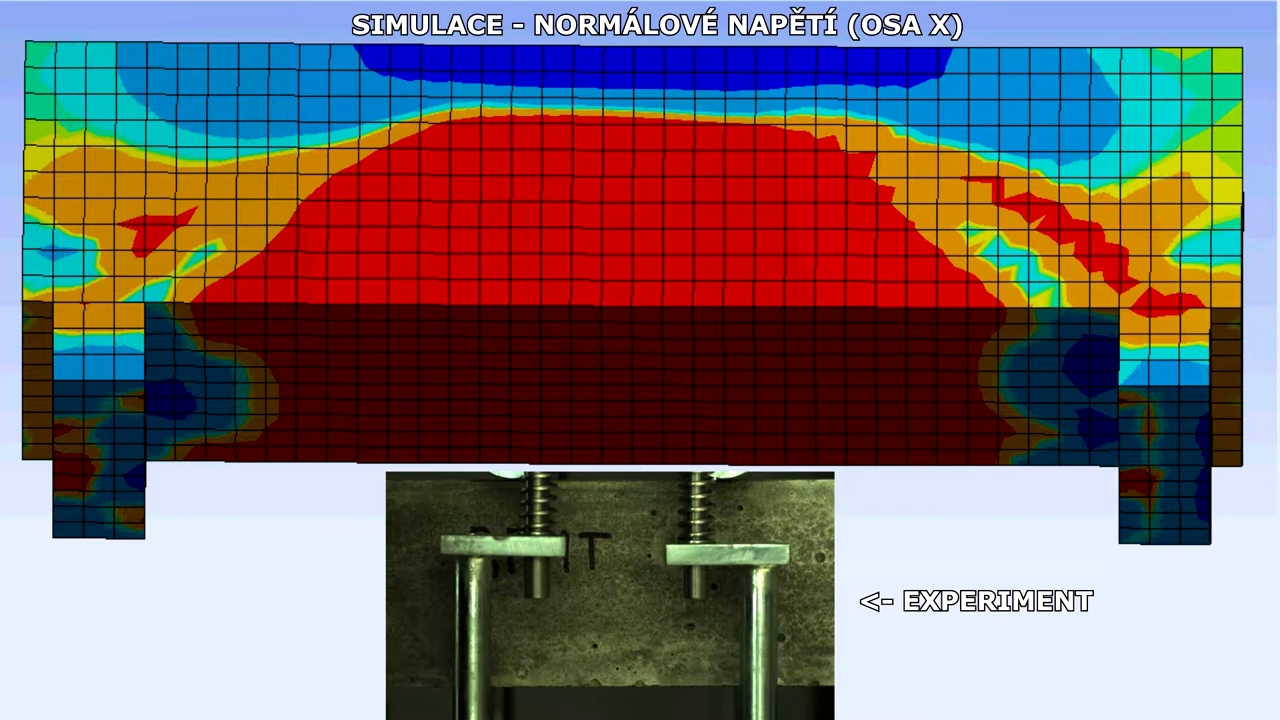 SIMULACE - NORMÁLOVÉ NAPĚTÍ (OSA X)
<- EXPERIMENT